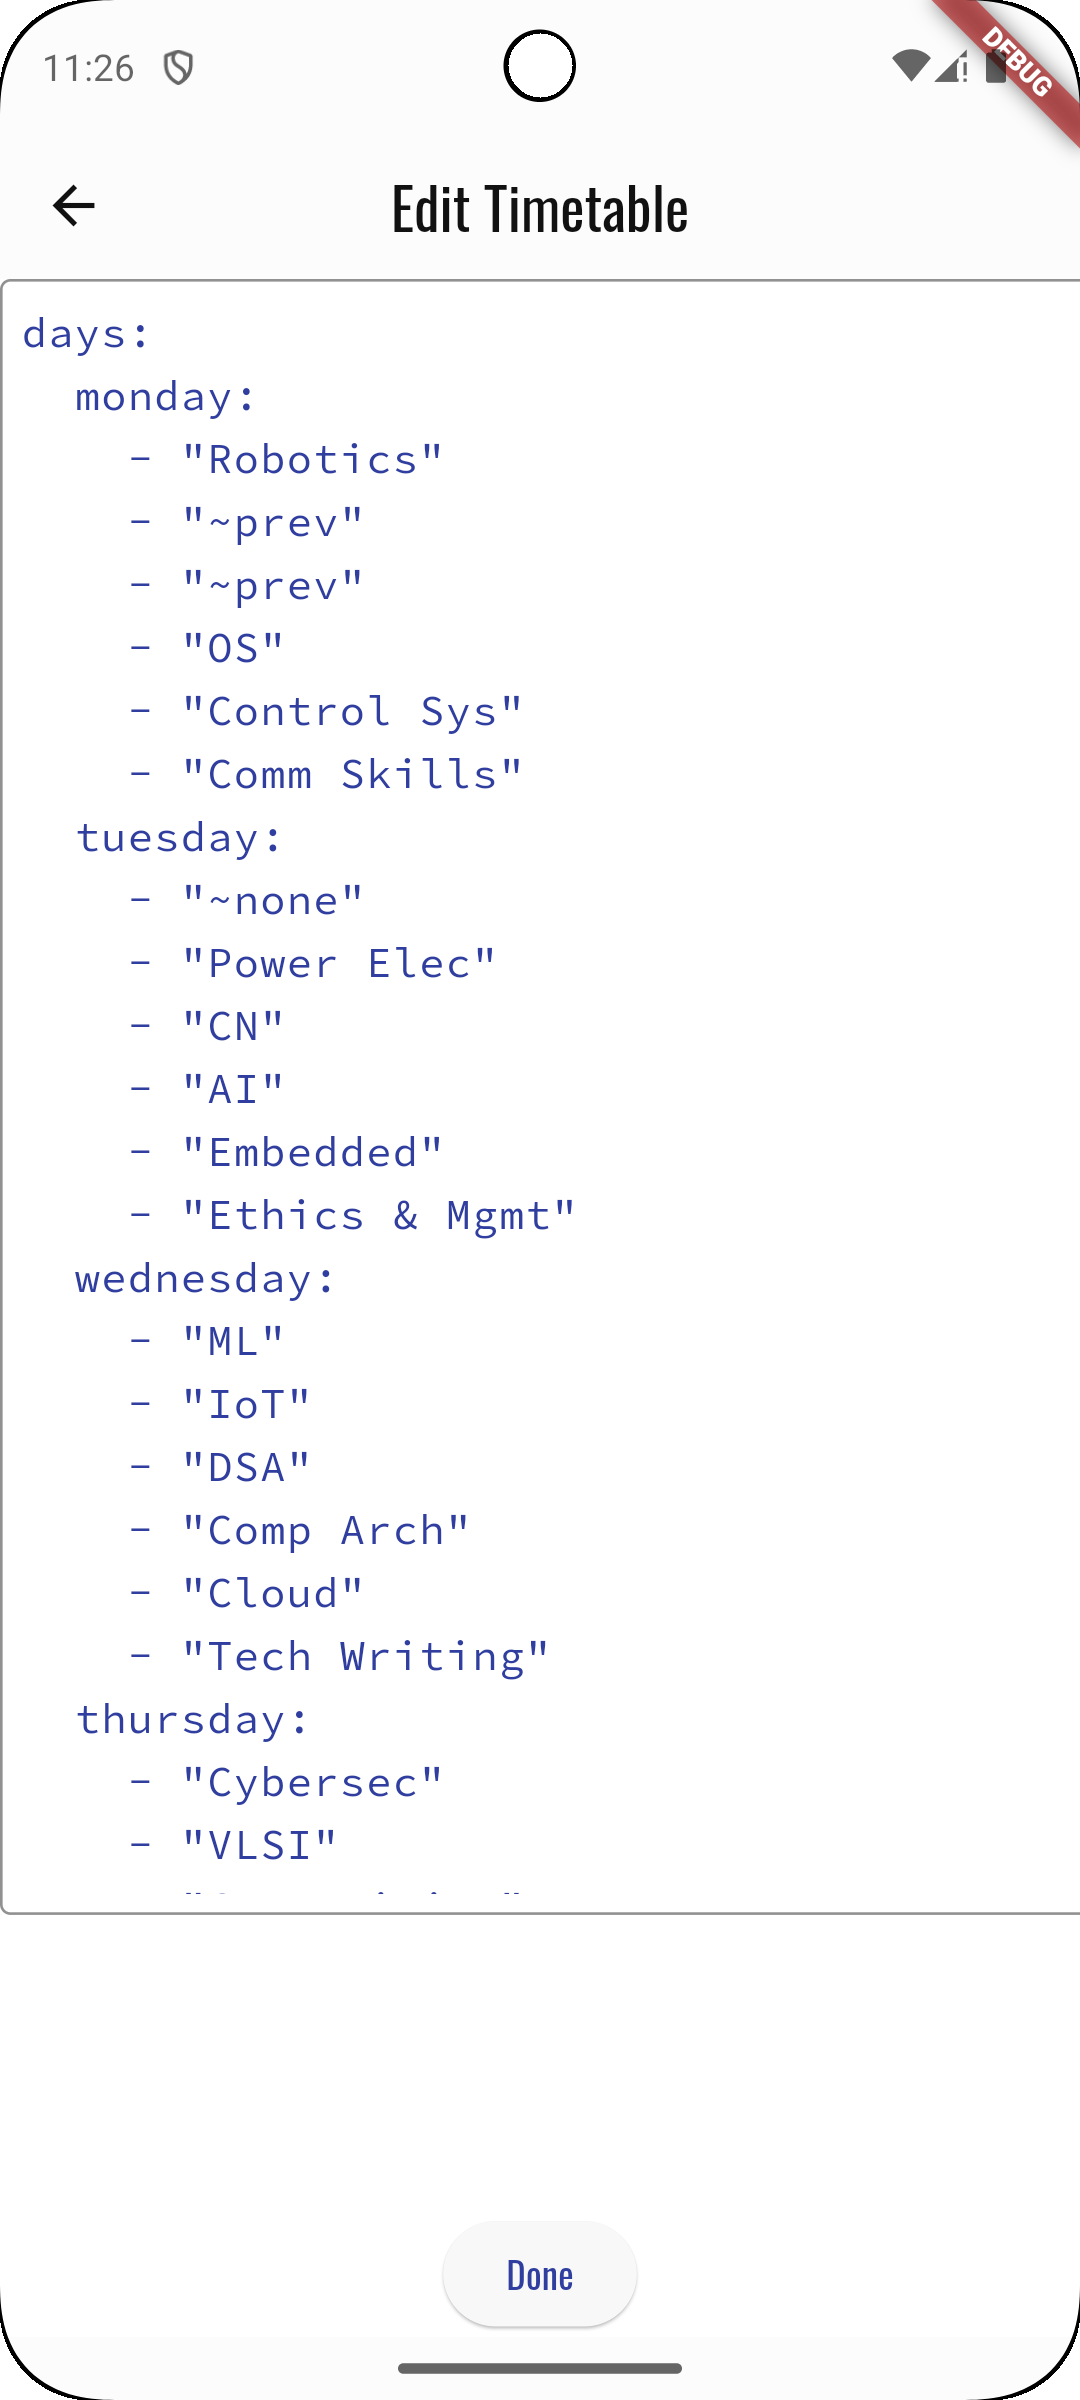 11:26
DEBUG
Edit Timetable
days:
  monday:
    - "Robotics"
    - "~prev"
    - "~prev"
    - "OS"
    - "Control Sys"
    - "Comm Skills"
  tuesday:
    - "~none"
    - "Power Elec"
    - "CN"
    - "AI"
    - "Embedded"
    - "Ethics & Mgmt"
  wednesday:
    - "ML"
    - "IoT"
    - "DSA"
    - "Comp Arch"
    - "Cloud"
    - "Tech Writing"
  thursday:
    - "Cybersec"
    - "VLSI"
Done